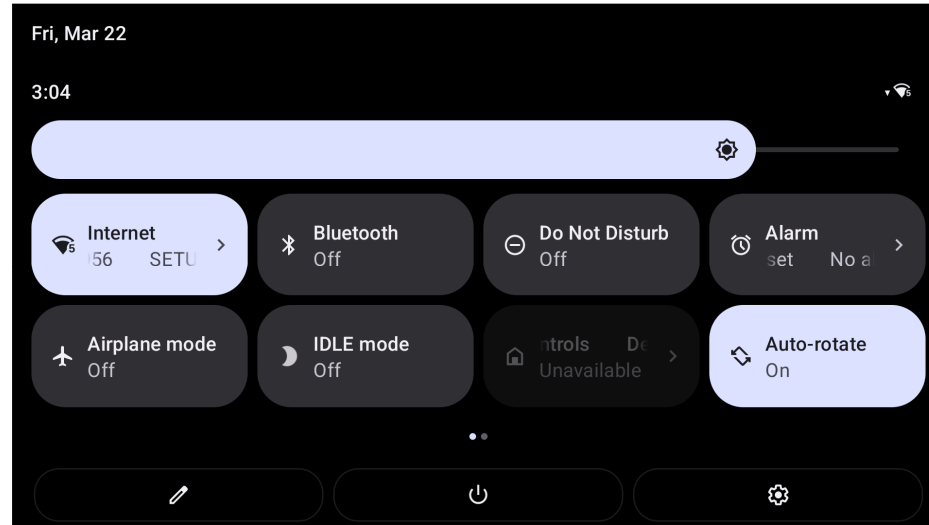 Fri, Mar 22
3:04
Internet
56 SETU
Bluetooth
Off
Do Not Disturb
Off
Alarm
set No a
Airplane mode
Off
IDLE mode
Off
ntrols De
Unavailable
Auto-rotate
On